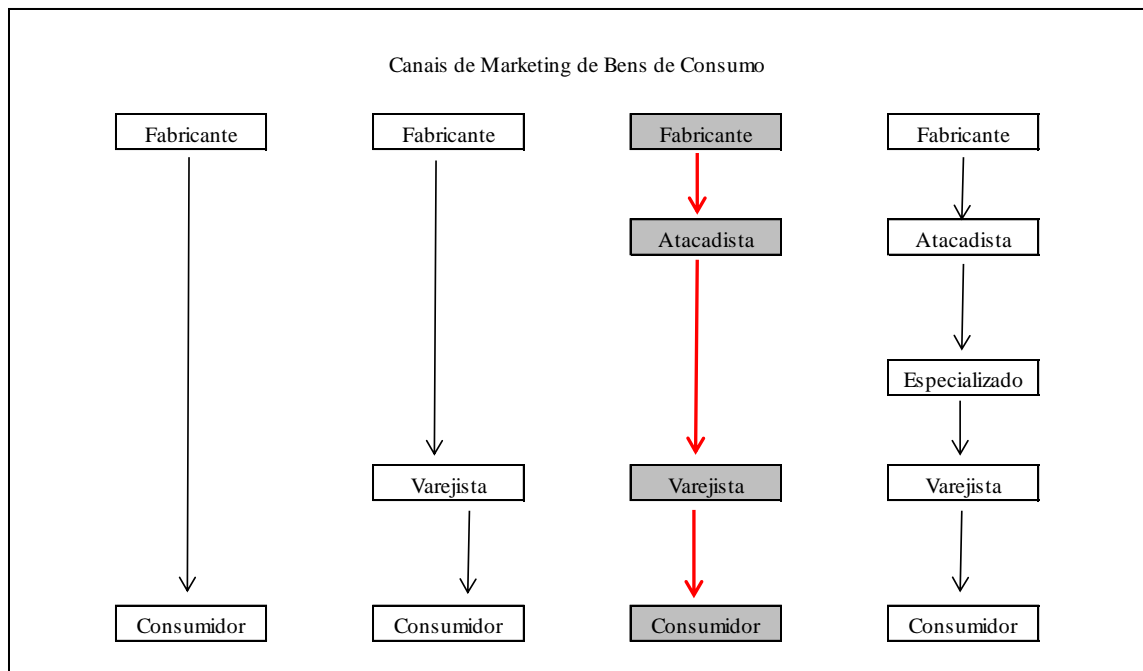 Canais de Marketing de Bens de Consumo
Fabricante
Fabricante
Fabricante
Fabricante
Atacadista
Atacadista
Especializado
Varejista
Varejista
Varejista
Consumidor
Consumidor
Consumidor
Consumidor